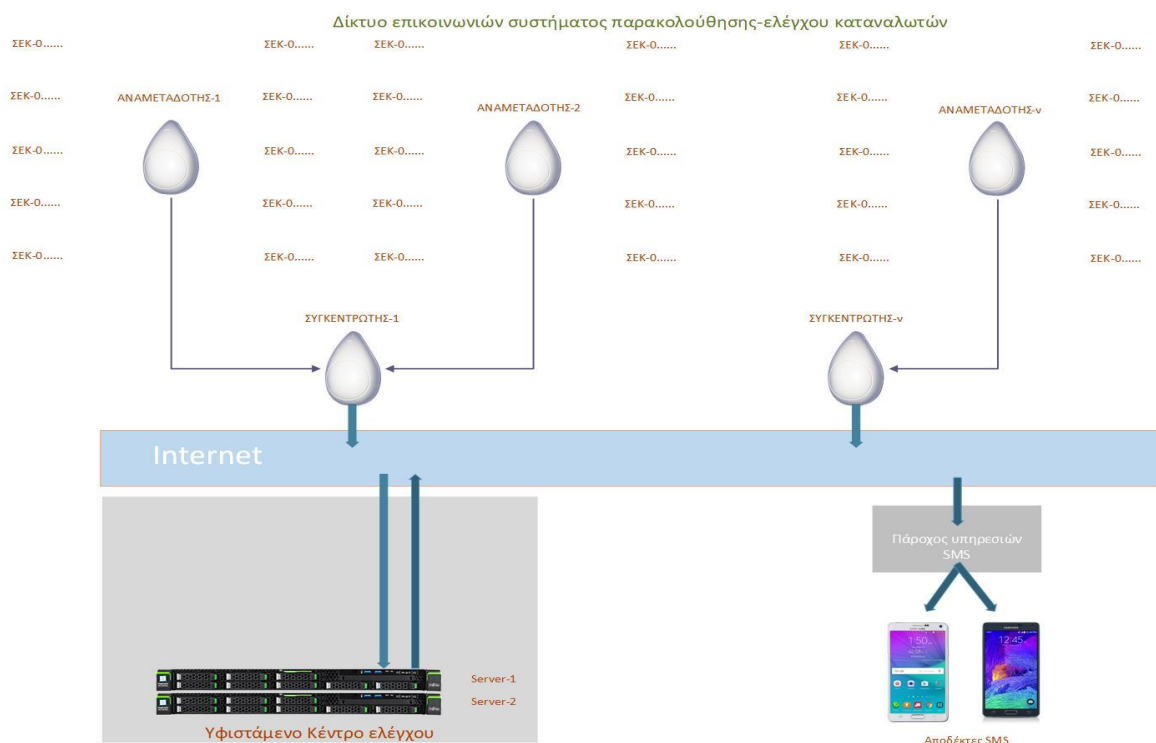 Δίκτυο επικοινωνιών συστήματος παρακολούθησης-ελέγχου καταναλωτών
ΣΕΚ-0...... ΣΕΚ-0...... ΣΕΚ-0...... ΣΕΚ-0...... ΣΕΚ-0...... ΣΕΚ-0......
ΣΕΚ-0...... ΑΝΑΜΕΤΑΔΟΤΗΣ-1 ΣΕΚ-0...... ΣΕΚ-0...... ΑΝΑΜΕΤΑΔΟΤΗΣ-2 ΣΕΚ-0...... ΣΕΚ-0...... ΑΝΑΜΕΤΑΔΟΤΗΣ-ν ΣΕΚ-0......
ΣΕΚ-0...... ΣΕΚ-0...... ΣΕΚ-0...... ΣΕΚ-0...... ΣΕΚ-0...... ΣΕΚ-0......
ΣΕΚ-0...... ΣΕΚ-0...... ΣΕΚ-0...... ΣΕΚ-0...... ΣΕΚ-0...... ΣΕΚ-0......
ΣΕΚ-0...... ΣΕΚ-0...... ΣΕΚ-0...... ΣΕΚ-0...... ΣΕΚ-0...... ΣΕΚ-0......
ΣΥΓΚΕΝΤΡΩΤΗΣ-1 ΣΥΓΚΕΝΤΡΩΤΗΣ-ν
Internet
Πάροχος υπηρεσιών
SMS
1:50
12:45
Server-1
Server-2
Υφιστάμενο Κέντρο ελέγχου
Αποδέκτες SMS